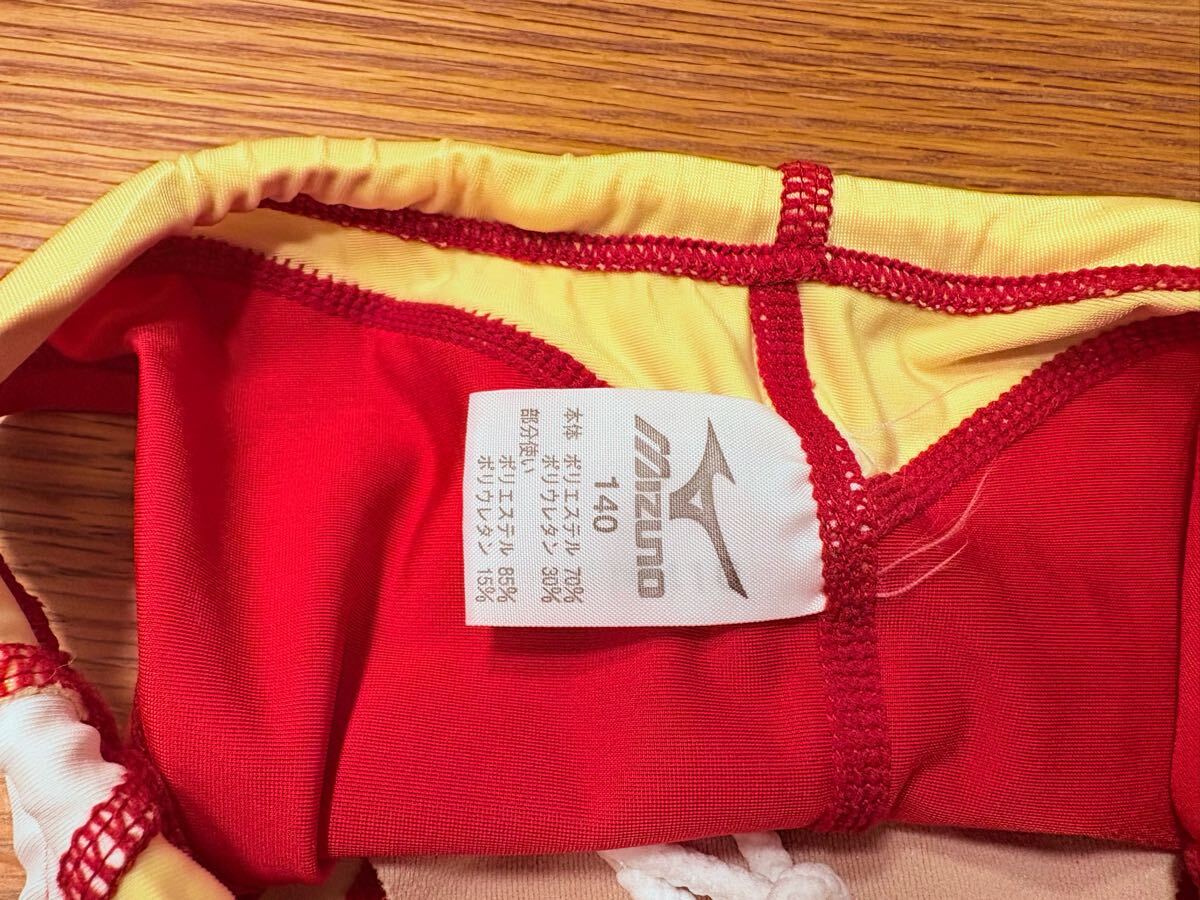 MIZUNO
140
本体 ポリエステル 70%
ポリウレタン 30%
部分使い
ポリエステル 85%
ポリウレタン 15%